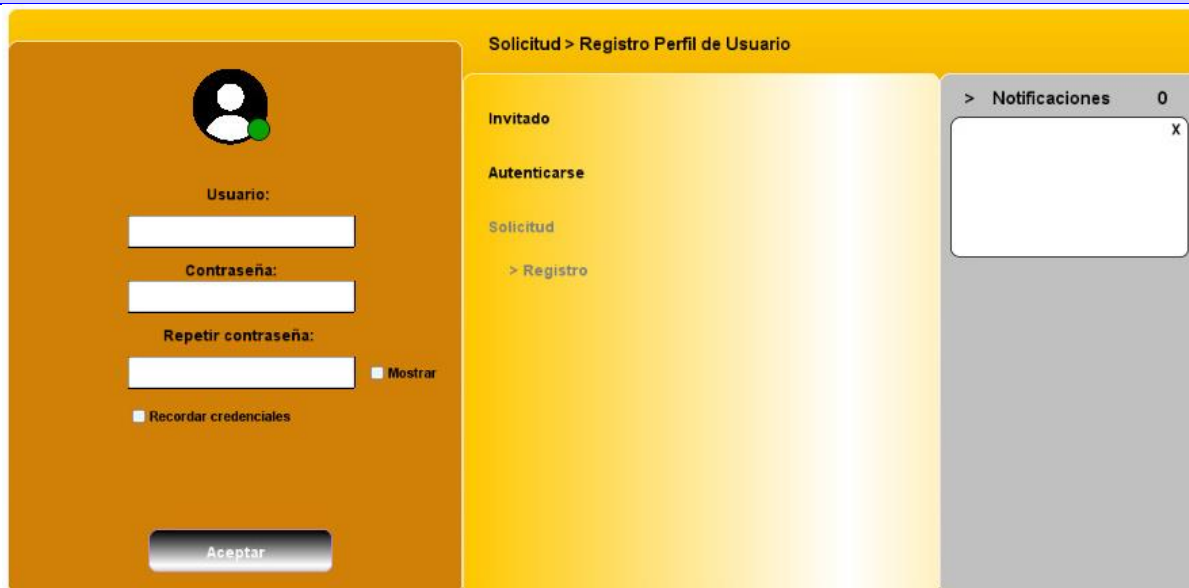 Solicitud > Registro Perfil de Usuario
Usuario:
Contraseña:
Repetir contraseña:
Mostrar
Recordar credenciales
Aceptar
Invitado
Autenticarse
Solicitud
> Registro
> Notificaciones 0
X